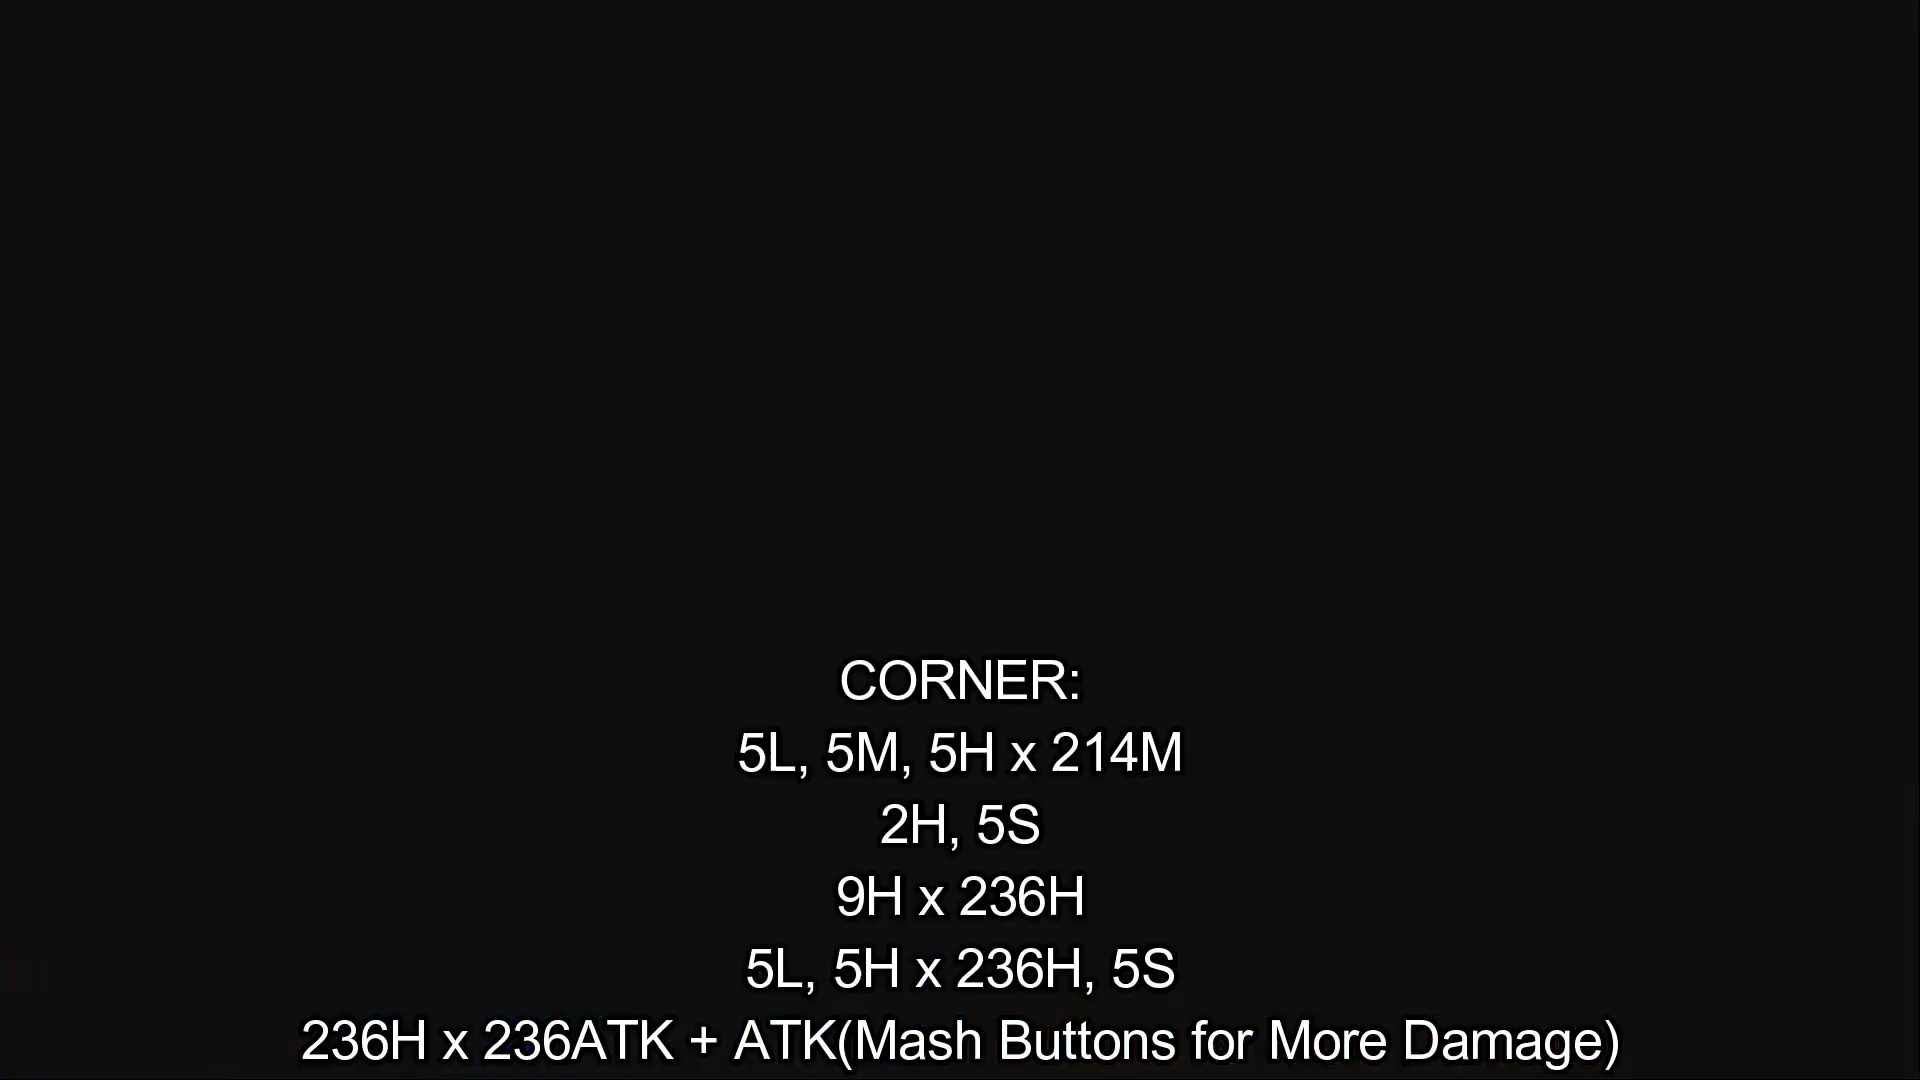 CORNER:
5L, 5M, 5H x 214M
2H, 5S
9H x 236H
5L, 5H x 236H, 5S
236H x 236ATK + ATK(Mash Buttons for More Damage)